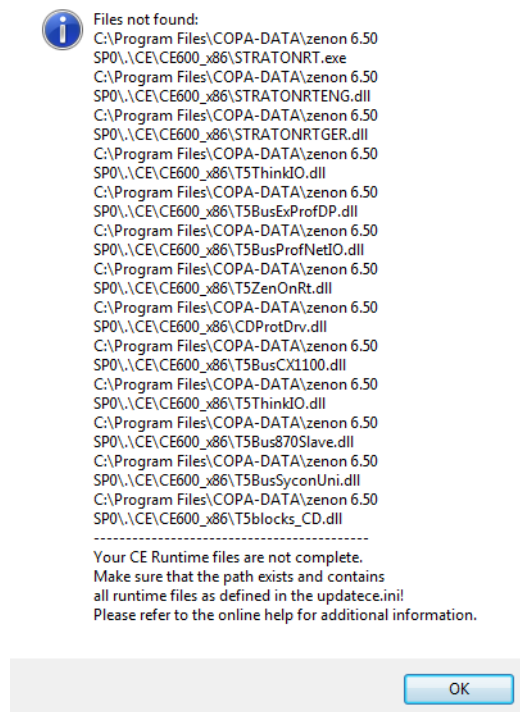 Files not found:
C:\Program Files\COPA-DATA\zenon 6.50
SP0\.\CE\CE600_x86\STRATONRT.exe
C:\Program Files\COPA-DATA\zenon 6.50
SP0\.\CE\CE600_x86\STRATONRTENG.dll
C:\Program Files\COPA-DATA\zenon 6.50
SP0\.\CE\CE600_x86\STRATONRTGER.dll
C:\Program Files\COPA-DATA\zenon 6.50
SP0\.\CE\CE600_x86\T5ThinkIO.dll
C:\Program Files\COPA-DATA\zenon 6.50
SP0\.\CE\CE600_x86\T5BusExProfDP.dll
C:\Program Files\COPA-DATA\zenon 6.50
SP0\.\CE\CE600_x86\T5BusProfNetIO.dll
C:\Program Files\COPA-DATA\zenon 6.50
SP0\.\CE\CE600_x86\T5ZenOnRt.dll
C:\Program Files\COPA-DATA\zenon 6.50
SP0\.\CE\CE600_x86\CDProtDrv.dll
C:\Program Files\COPA-DATA\zenon 6.50
SP0\.\CE\CE600_x86\T5BusCX1100.dll
C:\Program Files\COPA-DATA\zenon 6.50
SP0\.\CE\CE600_x86\T5ThinkIO.dll
C:\Program Files\COPA-DATA\zenon 6.50
SP0\.\CE\CE600_x86\T5Bus870Slave.dll
C:\Program Files\COPA-DATA\zenon 6.50
SP0\.\CE\CE600_x86\T5BusSyconUni.dll
C:\Program Files\COPA-DATA\zenon 6.50
SP0\.\CE\CE600_x86\T5blocks_CD.dll
-------------------------------------------
Your CE Runtime files are not complete.
Make sure that the path exists and contains
all runtime files as defined in the updatece.ini!
Please refer to the online help for additional information.
OK